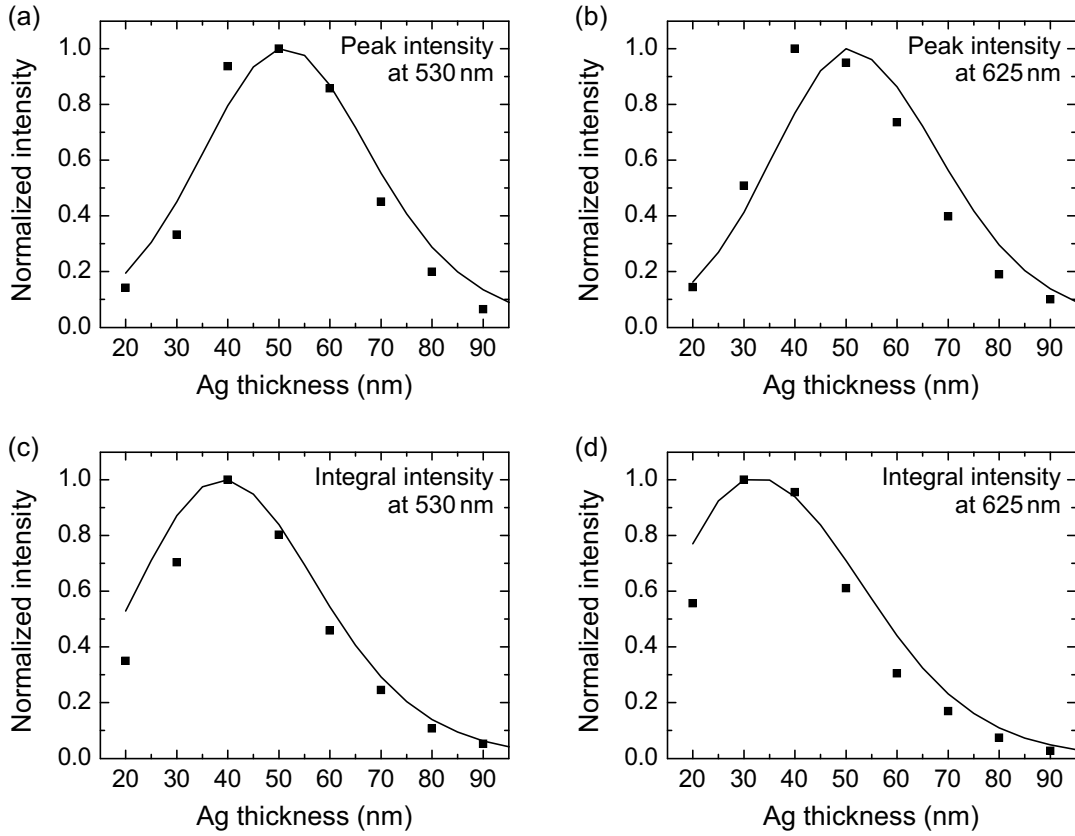 (a)
Peak intensity
at 530 nm
Normalized intensity
1.0
0.8
0.6
0.4
0.2
0.0
20 30 40 50 60 70 80 90
Ag thickness (nm)
(b)
Peak intensity
at 625 nm
Normalized intensity
1.0
0.8
0.6
0.4
0.2
0.0
20 30 40 50 60 70 80 90
Ag thickness (nm)
(c)
Integral intensity
at 530 nm
Normalized intensity
1.0
0.8
0.6
0.4
0.2
0.0
20 30 40 50 60 70 80 90
Ag thickness (nm)
(d)
Integral intensity
at 625 nm
Normalized intensity
1.0
0.8
0.6
0.4
0.2
0.0
20 30 40 50 60 70 80 90
Ag thickness (nm)